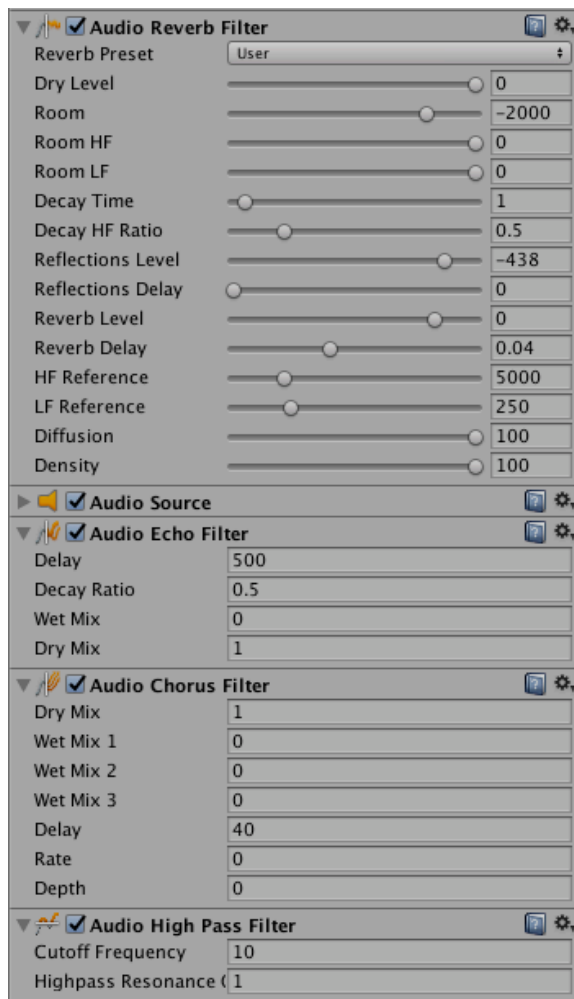 Audio Reverb Filter
Reverb Preset User
Dry Level 0
Room -2000
Room HF 0
Room LF 0
Decay Time 1
Decay HF Ratio 0.5
Reflections Level -438
Reflections Delay 0
Reverb Level 0
Reverb Delay 0.04
HF Reference 5000
LF Reference 250
Diffusion 100
Density 100
Audio Source
Audio Echo Filter
Delay 500
Decay Ratio 0.5
Wet Mix 0
Dry Mix 1
Audio Chorus Filter
Dry Mix 1
Wet Mix 1 0
Wet Mix 2 0
Wet Mix 3 0
Delay 40
Rate 0
Depth 0
Audio High Pass Filter
Cutoff Frequency 10
Highpass Resonance ( 1